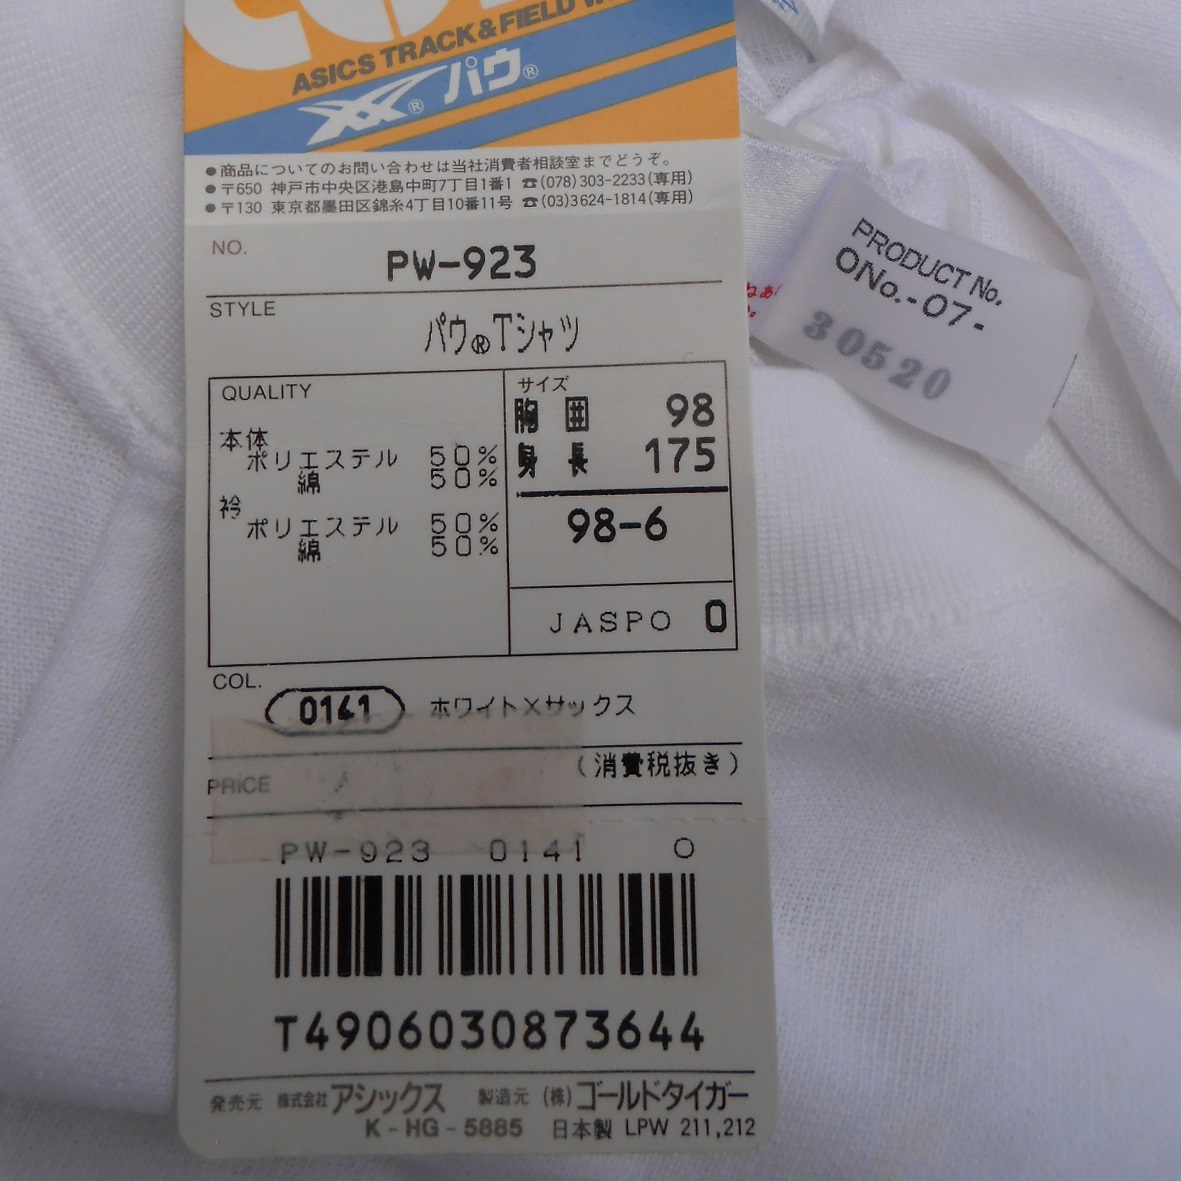 ASICS TRACK & FIELD
パウ®
●商品についてのお問い合わせは当社消費者相談室までどうぞ。
●〒650 神戸市中央区港島中町7丁目1番1 ☎(078)303-2233(専用)
●〒130 東京都墨田区錦糸4丁目10番11号 ☎(03)3624-1814(専用)
NO.
PW-923
STYLE
パウ®Tシャツ
QUALITY
本体
ポリエステル 50%
綿 50%
衿
ポリエステル 50%
綿 50%
サイズ
胸囲 98
身長 175
98-6
JASPO O
COL.
0141 ホワイト×サックス
(消費税抜き)
PRICE
PW-923 0141 O
T4906030873644
発売元 株式会社アシックス 製造元 (株)ゴールドタイガー
K-HG-5885 日本製 LPW 211,212
PRODUCT No.
ONo.-07-
30520